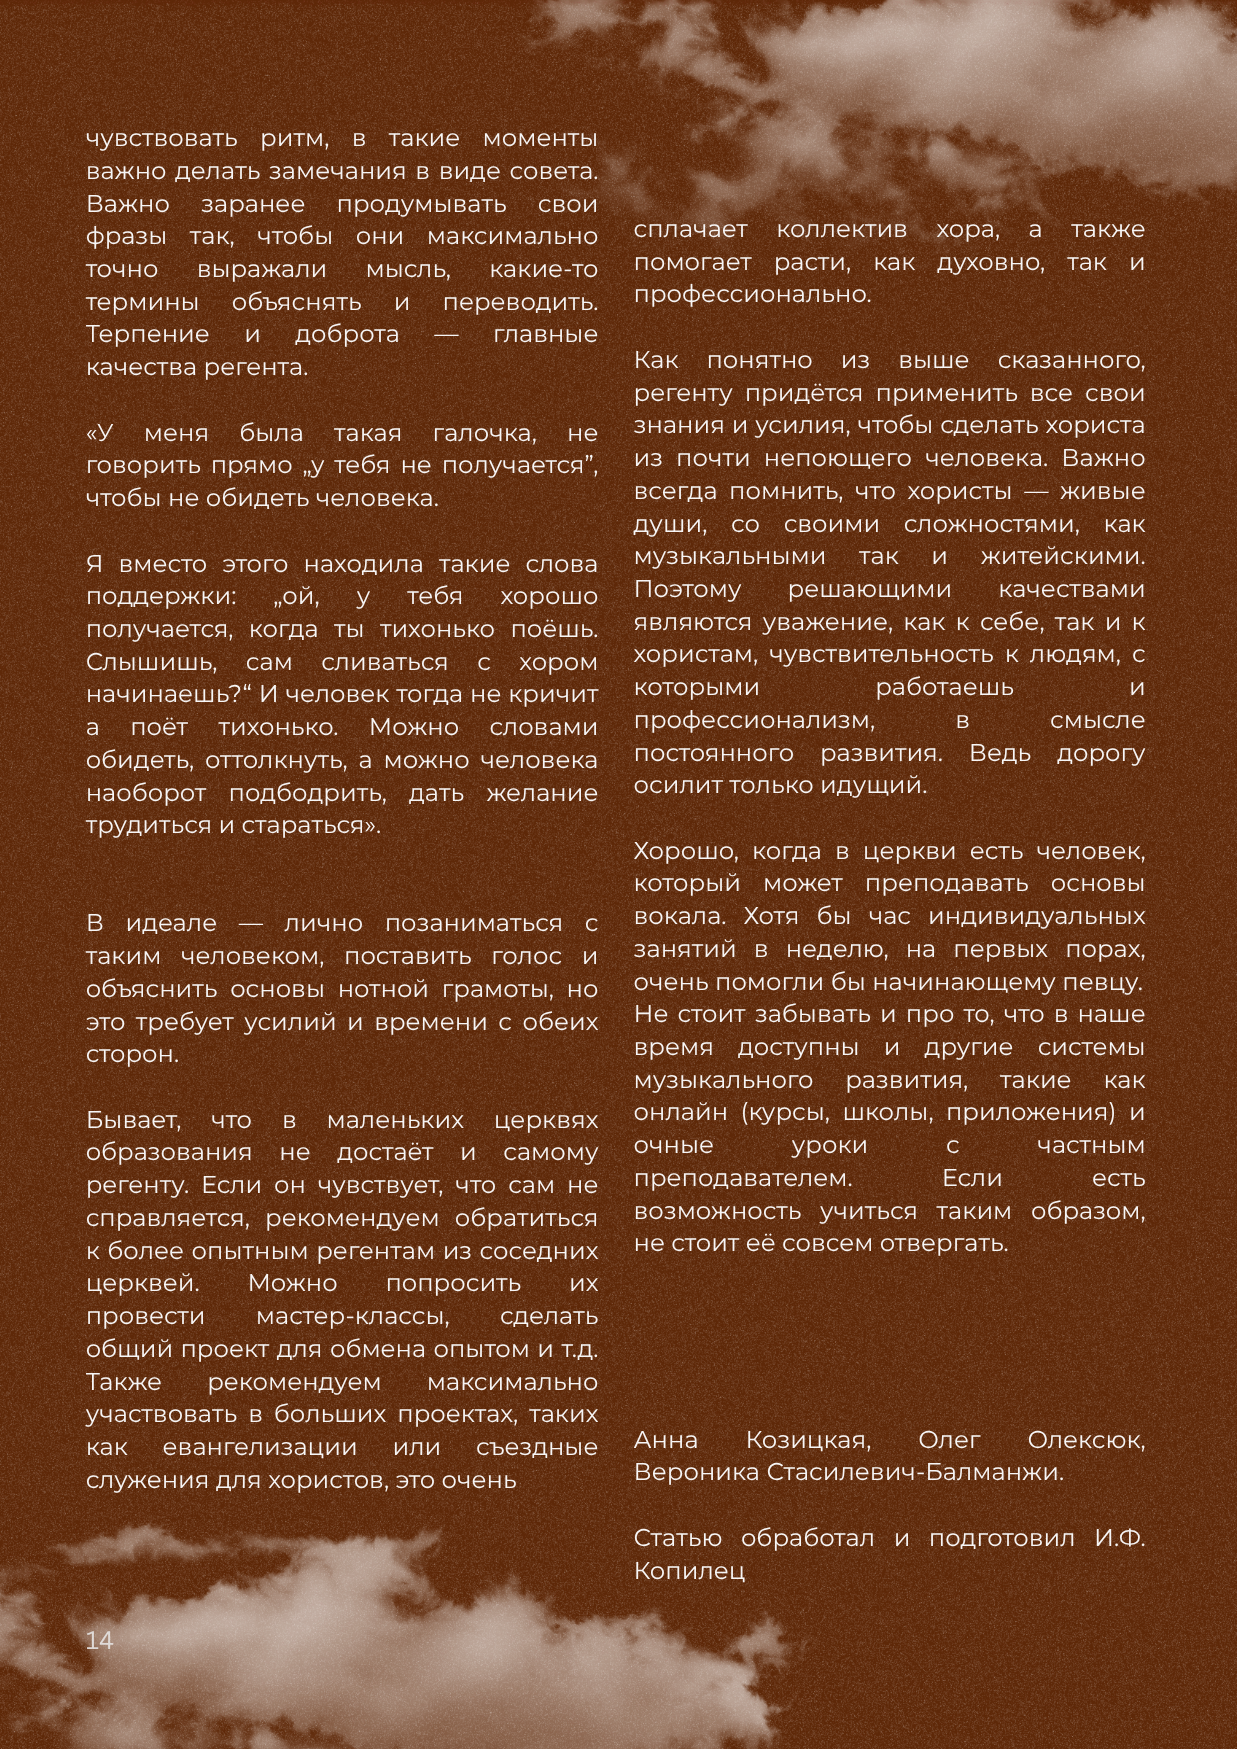 чувствовать ритм, в такие моменты
важно делать замечания в виде совета.
Важно заранее продумывать свои
фразы так, чтобы они максимально
точно выражали мысль, какие-то
термины объяснять и переводить.
Терпение и доброта — главные
качества регента.
«У меня была такая галочка, не
говорить прямо „у тебя не получается”,
чтобы не обидеть человека.
Я вместо этого находила такие слова
поддержки: „ой, у тебя хорошо
получается, когда ты тихонько поёшь.
Слышишь, сам сливаться с хором
начинаешь?“ И человек тогда не кричит
а поёт тихонько. Можно словами
обидеть, оттолкнуть, а можно человека
наоборот подбодрить, дать желание
трудиться и стараться».
В идеале — лично позаниматься с
таким человеком, поставить голос и
объяснить основы нотной грамоты, но
это требует усилий и времени с обеих
сторон.
Бывает, что в маленьких церквях
образования не достаёт и самому
регенту. Если он чувствует, что сам не
справляется, рекомендуем обратиться
к более опытным регентам из соседних
церквей. Можно попросить их
провести мастер-классы, сделать
общий проект для обмена опытом и т.д.
Также рекомендуем максимально
участвовать в больших проектах, таких
как евангелизации или съездные
служения для хористов, это очень
сплачает коллектив хора, а также
помогает расти, как духовно, так и
профессионально.
Как понятно из выше сказанного,
регенту придётся применить все свои
знания и усилия, чтобы сделать хориста
из почти непоющего человека. Важно
всегда помнить, что хористы — живые
души, со своими сложностями, как
музыкальными так и житейскими.
Поэтому решающими качествами
являются уважение, как к себе, так и к
хористам, чувствительность к людям, с
которыми работаешь и
профессионализм, в смысле
постоянного развития. Ведь дорогу
осилит только идущий.
Хорошо, когда в церкви есть человек,
который может преподавать основы
вокала. Хотя бы час индивидуальных
занятий в неделю, на первых порах,
очень помогли бы начинающему певцу.
Не стоит забывать и про то, что в наше
время доступны и другие системы
музыкального развития, такие как
онлайн (курсы, школы, приложения) и
очные уроки с частным
преподавателем. Если есть
возможность учиться таким образом,
не стоит её совсем отвергать.
Анна Козицкая, Олег Олексюк,
Вероника Стасилевич-Балманжи.
Статью обработал и подготовил И.Ф.
Копилец
14